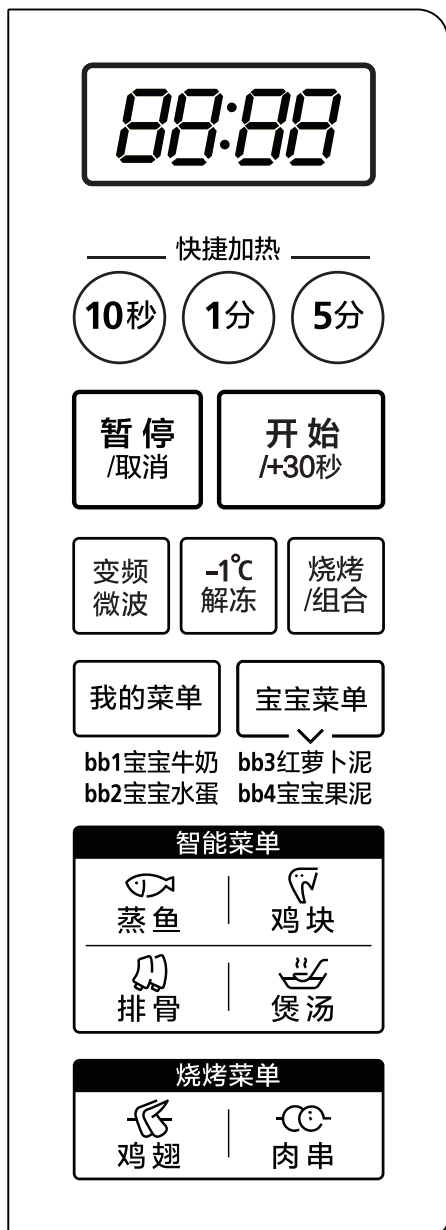 88:88
快捷加热
10秒 1分 5分
暂停 开始
/取消 /+30秒
变频 -1℃ 烧烤
微波 解冻 /组合
我的菜单 宝宝菜单
bb1宝宝牛奶 bb3红萝卜泥
bb2宝宝水蛋 bb4宝宝果泥
智能菜单
蒸鱼 鸡块
排骨 煲汤
烧烤菜单
鸡翅 肉串